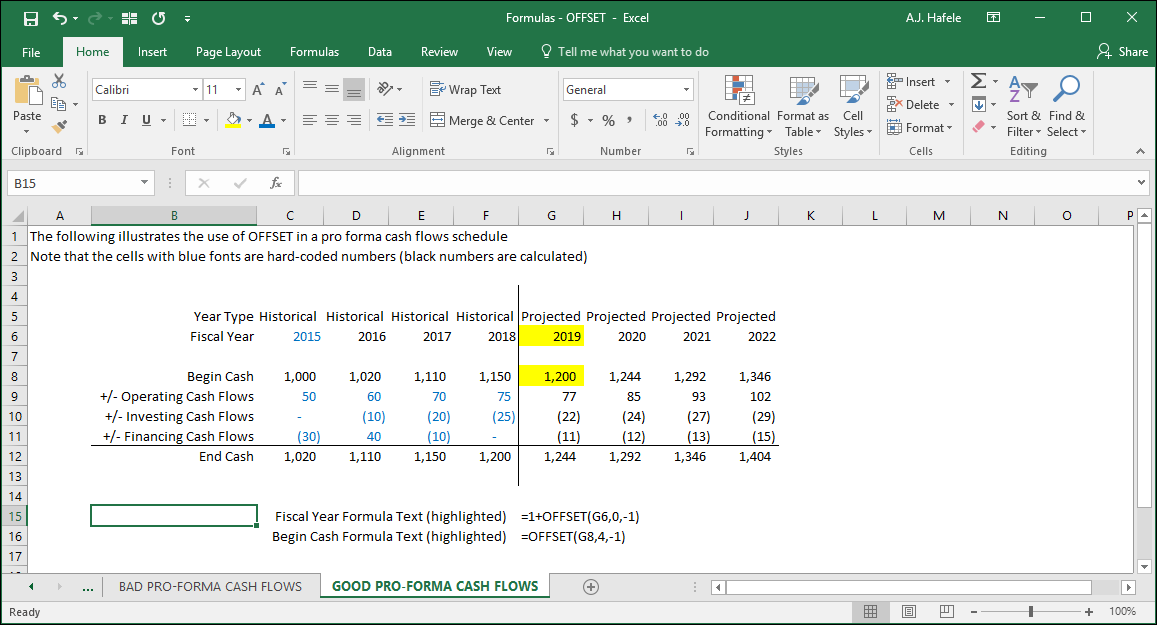 Formulas - OFFSET - Excel
A.J. Hafele
File Home Insert Page Layout Formulas Data Review View Tell me what you want to do Share
Paste
Calibri 11
B I U A
Wrap Text
Merge & Center
General
$ % ,
Conditional Formatting
Format as Table
Cell Styles
Insert
Delete
Format
Sort & Filter
Find & Select
Clipboard Font Alignment Number Styles Cells Editing
B15 fx
A B C D E F G H I J K L M N O P
1 The following illustrates the use of OFFSET in a pro forma cash flows schedule
2 Note that the cells with blue fonts are hard-coded numbers (black numbers are calculated)
3
4
5 Year Type Historical Historical Historical Historical Projected Projected Projected Projected
6 Fiscal Year 2015 2016 2017 2018 2019 2020 2021 2022
7
8 Begin Cash 1,000 1,020 1,110 1,150 1,200 1,244 1,292 1,346
9 +/- Operating Cash Flows 50 60 70 75 77 85 93 102
10 +/- Investing Cash Flows - (10) (20) (25) (22) (24) (27) (29)
11 +/- Financing Cash Flows (30) 40 (10) - (11) (12) (13) (15)
12 End Cash 1,020 1,110 1,150 1,200 1,244 1,292 1,346 1,404
13
14
15 Fiscal Year Formula Text (highlighted) =1+OFFSET(G6,0,-1)
16 Begin Cash Formula Text (highlighted) =OFFSET(G8,4,-1)
17
... BAD PRO-FORMA CASH FLOWS GOOD PRO-FORMA CASH FLOWS
Ready 100%